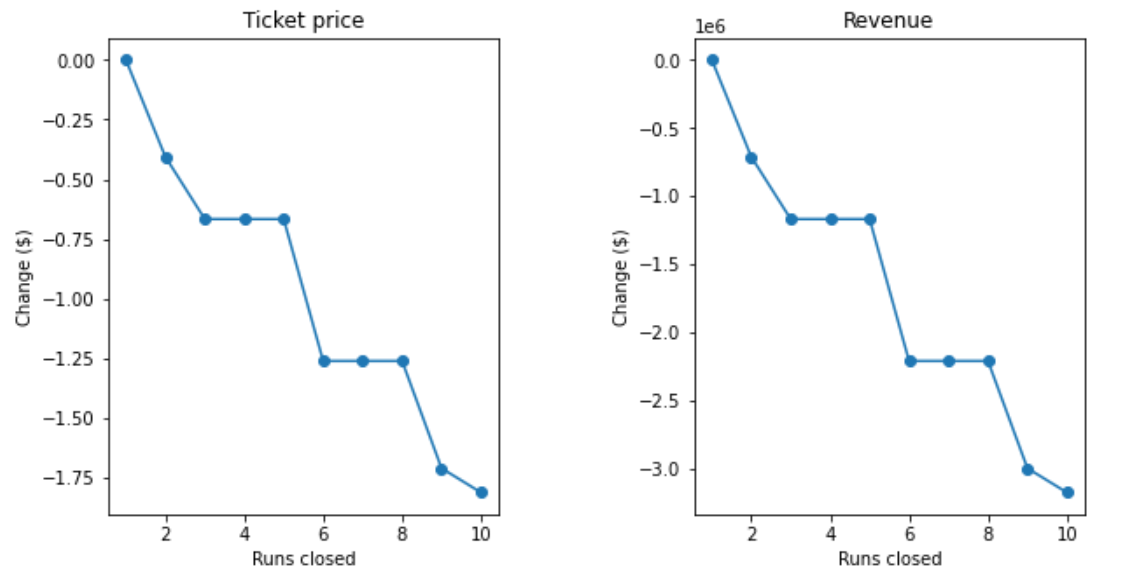 Ticket price
Change ($)
0.00
−0.25
−0.50
−0.75
−1.00
−1.25
−1.50
−1.75
2 4 6 8 10
Runs closed
Revenue
1e6
Change ($)
0.0
−0.5
−1.0
−1.5
−2.0
−2.5
−3.0
2 4 6 8 10
Runs closed